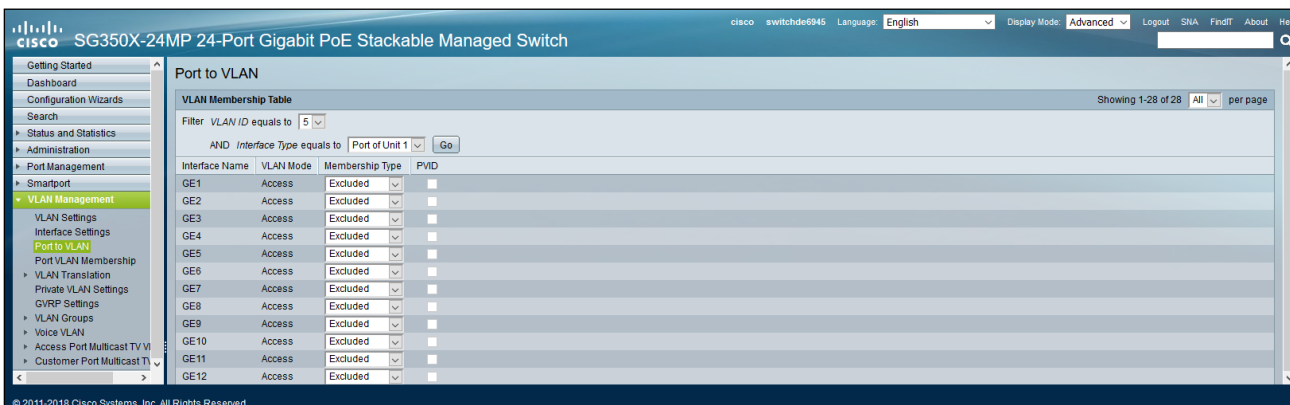 cisco switchde6945 Language: English Display Mode: Advanced Logout SNA FindIT About
CISCO SG350X-24MP 24-Port Gigabit PoE Stackable Managed Switch
Getting Started
Dashboard
Configuration Wizards
Search
Status and Statistics
Administration
Port Management
Smartport
VLAN Management
VLAN Settings
Interface Settings
Port to VLAN
Port VLAN Membership
VLAN Translation
Private VLAN Settings
GVRP Settings
VLAN Groups
Voice VLAN
Access Port Multicast TV
Customer Port Multicast
Port to VLAN
VLAN Membership Table Showing 1-28 of 28 All per page
Filter VLAN ID equals to 5
AND Interface Type equals to Port of Unit 1 Go
Interface Name VLAN Mode Membership Type PVID
GE1 Access Excluded
GE2 Access Excluded
GE3 Access Excluded
GE4 Access Excluded
GE5 Access Excluded
GE6 Access Excluded
GE7 Access Excluded
GE8 Access Excluded
GE9 Access Excluded
GE10 Access Excluded
GE11 Access Excluded
GE12 Access Excluded
© 2011-2018 Cisco Systems, Inc. All Rights Reserved.